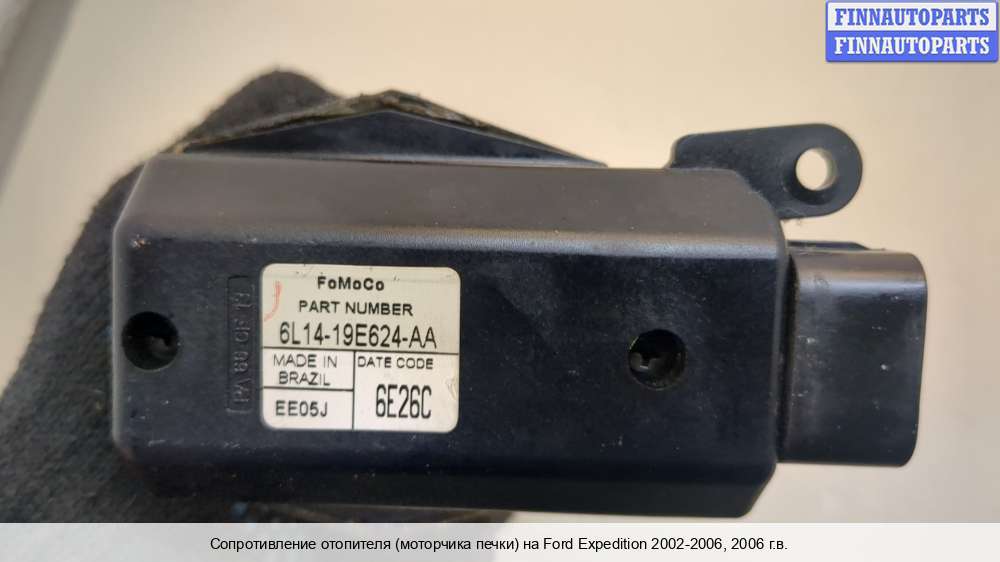 FINNAUTOPARTS
FINNAUTOPARTS
FoMoCo
PART NUMBER
6L14-19E624-AA
MADE IN
BRAZIL
DATE CODE
EE05J
6E26C
Сопротивление отопителя (моторчика печки) на Ford Expedition 2002-2006, 2006 г.в.